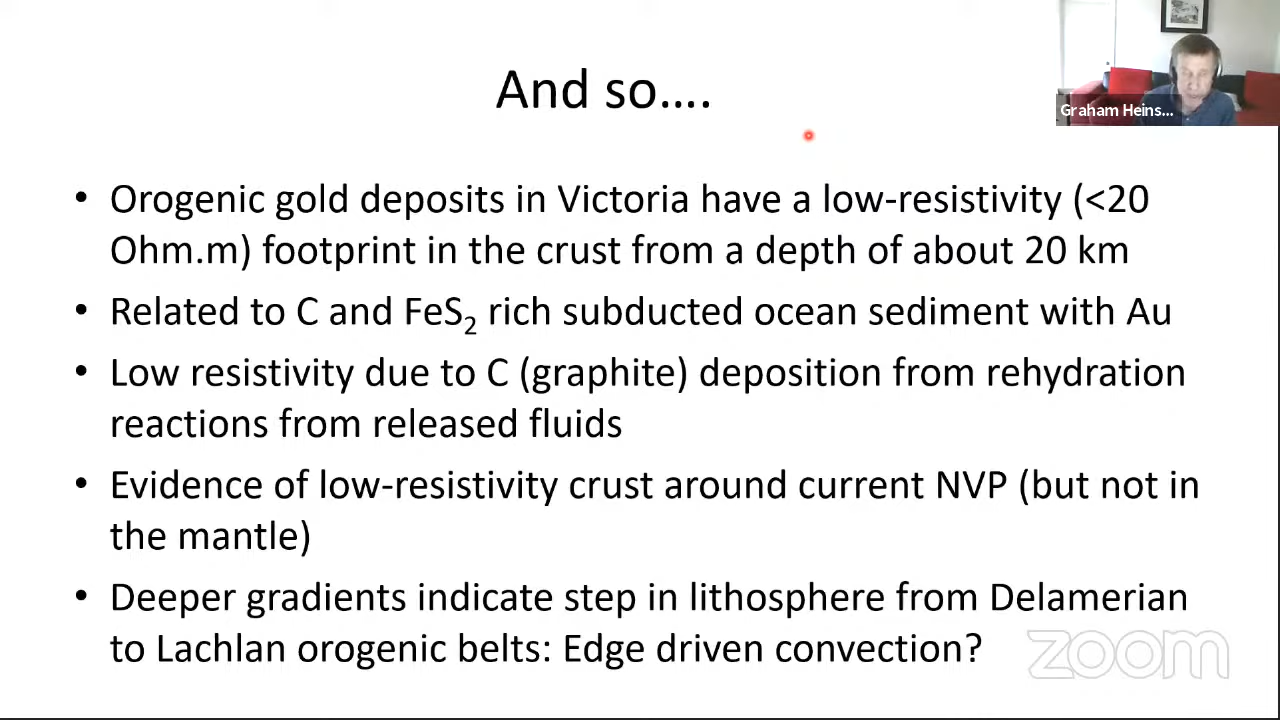 And so….
Graham Heins...
• Orogenic gold deposits in Victoria have a low-resistivity (<20
Ohm.m) footprint in the crust from a depth of about 20 km
• Related to C and FeS₂ rich subducted ocean sediment with Au
• Low resistivity due to C (graphite) deposition from rehydration
reactions from released fluids
• Evidence of low-resistivity crust around current NVP (but not in
the mantle)
• Deeper gradients indicate step in lithosphere from Delamerian
to Lachlan orogenic belts: Edge driven convection?
zoom